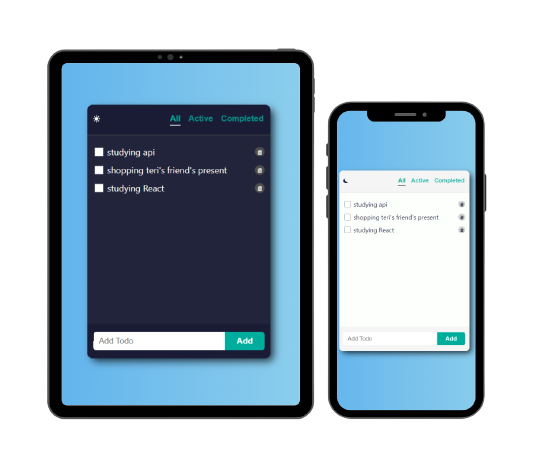 All Active Completed
studying api
shopping teri's friend's present
studying React
Add Todo Add
All Active Completed
studying api
shopping teri's friend's present
studying React
Add Todo Add